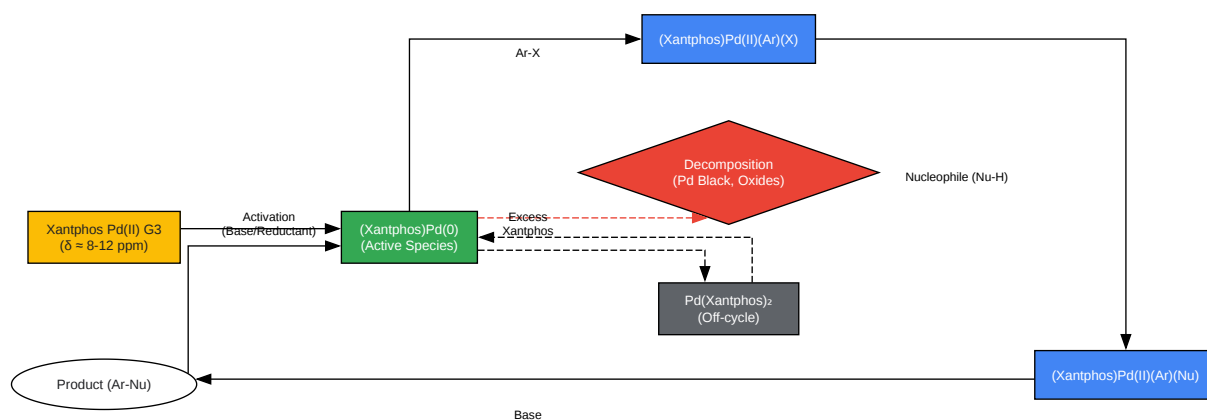 (Xantphos)Pd(II)(Ar)(X)
Ar-X
Decomposition
(Pd Black, Oxides)
Nucleophile (Nu-H)
Xantphos Pd(II) G3
(δ ≈ 8-12 ppm)
Activation
(Base/Reductant)
(Xantphos)Pd(0)
(Active Species)
Excess
Xantphos
Pd(Xantphos)₂
(Off-cycle)
Product (Ar-Nu)
(Xantphos)Pd(II)(Ar)(Nu)
Base